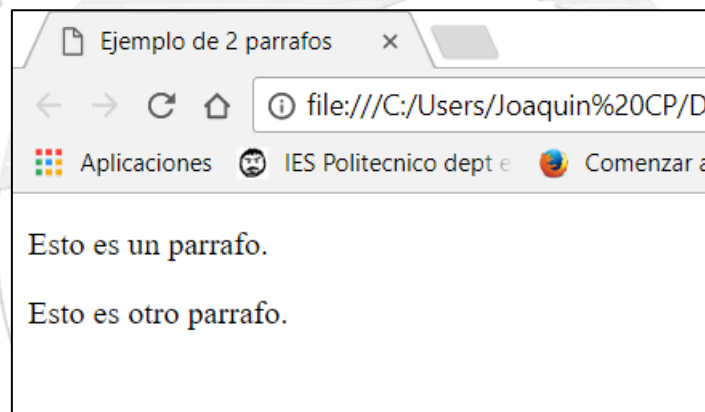 Ejemplo de 2 parrafos
file:///C:/Users/Joaquin%20CP/D
Aplicaciones IES Politecnico dept e Comenzar a
Esto es un parrafo.
Esto es otro parrafo.